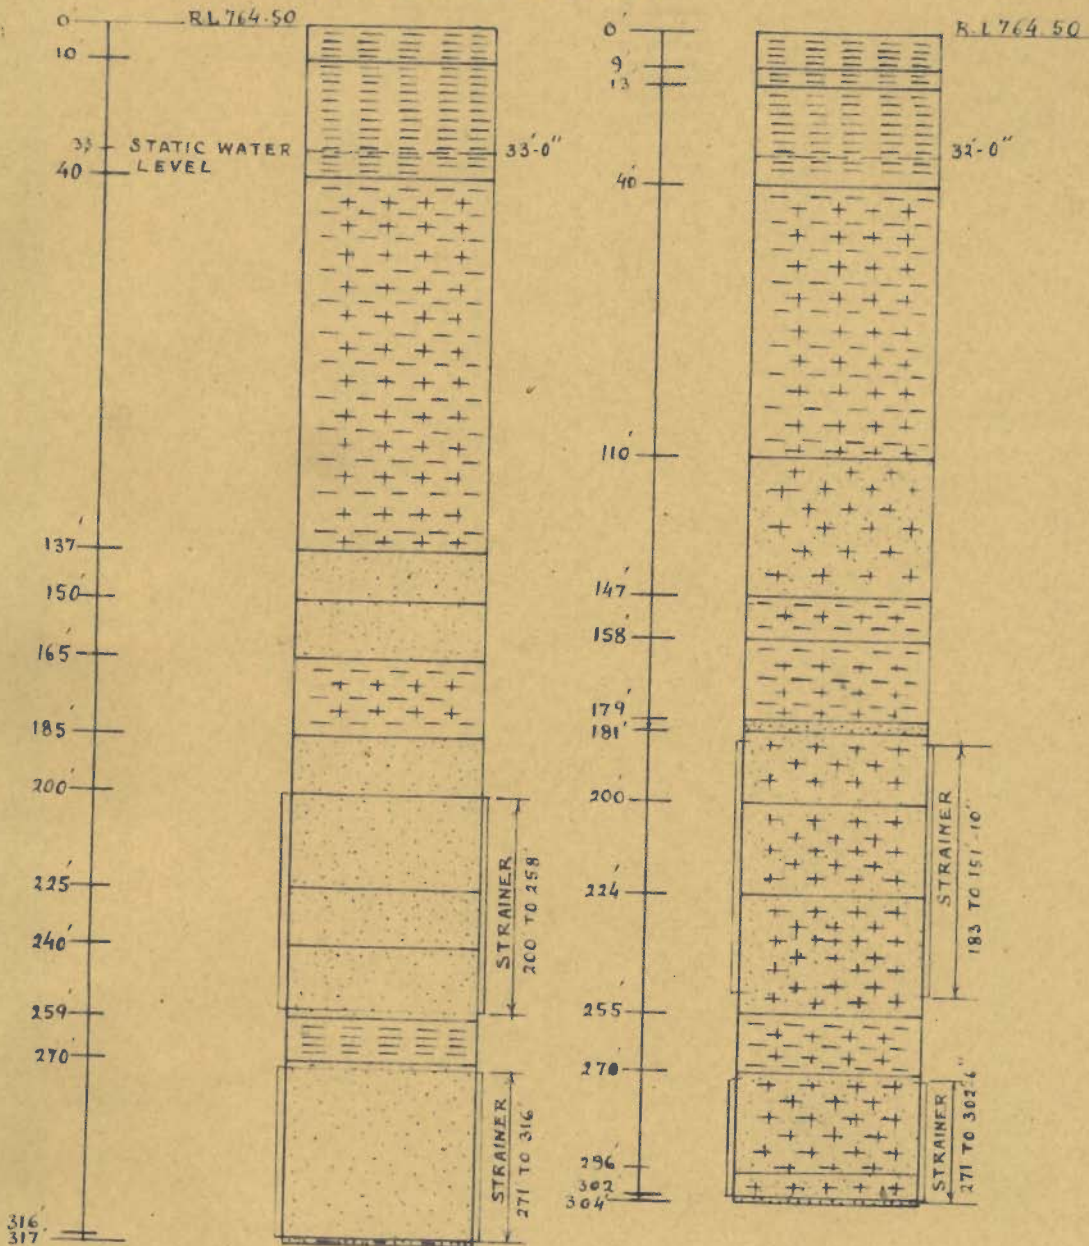 0
R.L 764.50
10'
33
STATIC WATER
LEVEL
40
33'-0"
137'
150'
165'
185'
200'
225'
240'
259'
270'
316'
317'
STRAINER
200 TO 258'
STRAINER
271 TO 316'
0'
R.L 764.50
9'
13'
32'-0"
40'
110'
147'
158'
179'
181'
200'
224'
255'
270'
296'
302
304'
STRAINER
183 TO 151-10"
STRAINER
271 TO 302'6"